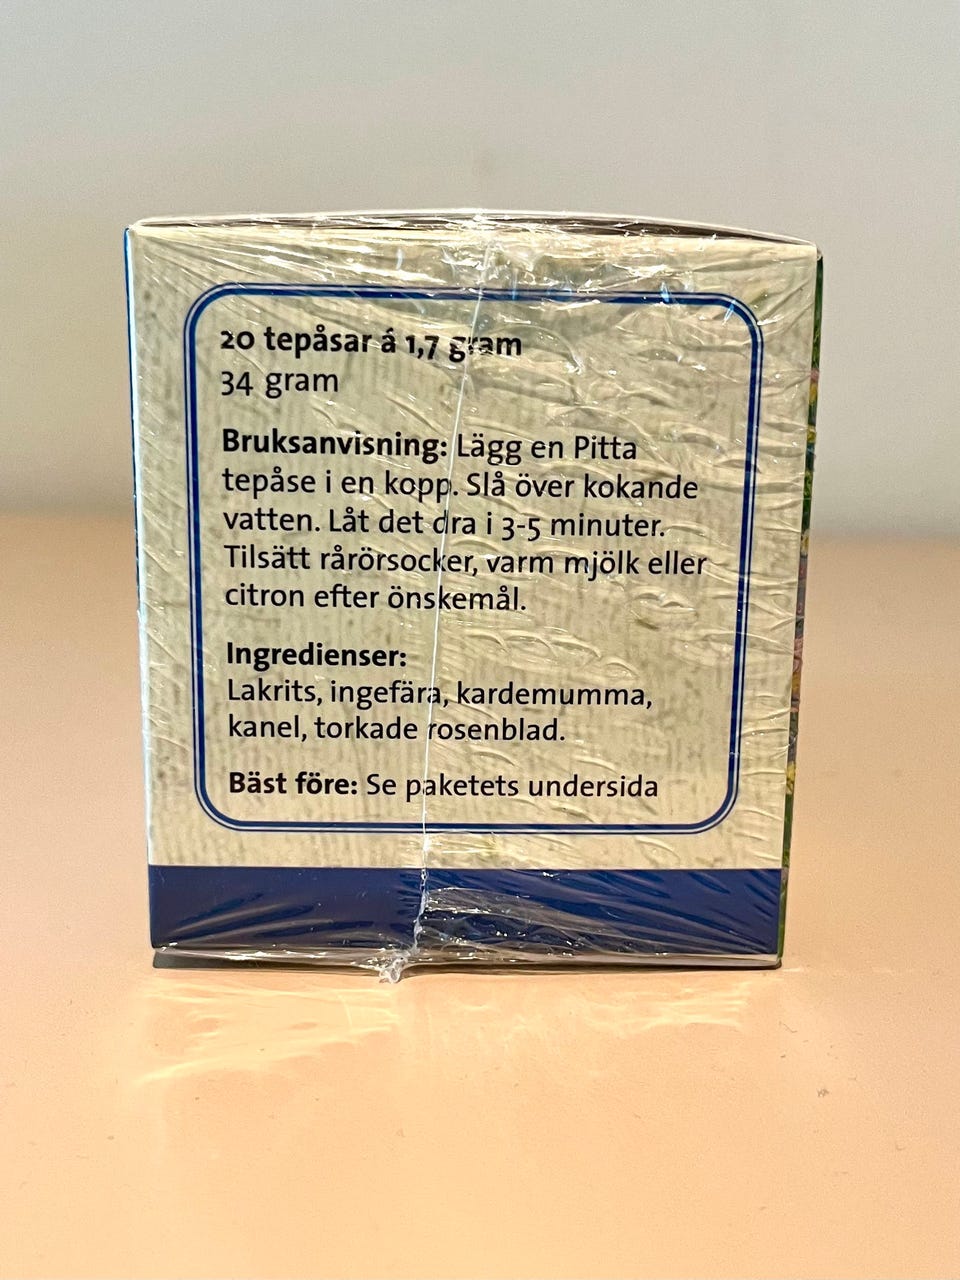 20 tepåsar á 1,7 gram
34 gram
Bruksanvisning: Lägg en Pitta
tepåse i en kopp. Slå över kokande
vatten. Låt det dra i 3-5 minuter.
Tilsätt rårörsocker, varm mjölk eller
citron efter önskemål.
Ingredienser:
Lakrits, ingefära, kardemumma,
kanel, torkade rosenblad.
Bäst före: Se paketets undersida